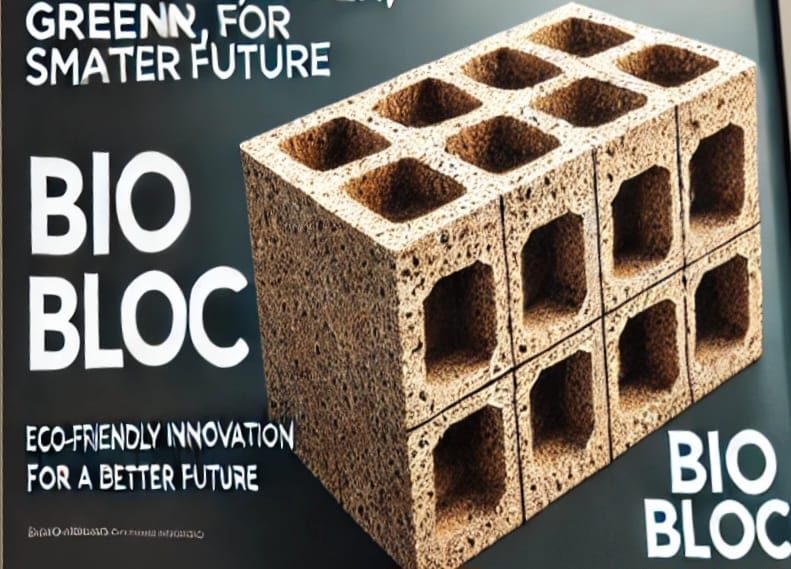 GREENN, FOR
SMATER FUTURE
BIO
BLOC
ECO-FRIENDLY INNOVATION
FOR A BETTER FUTURE
BIO
BLOC